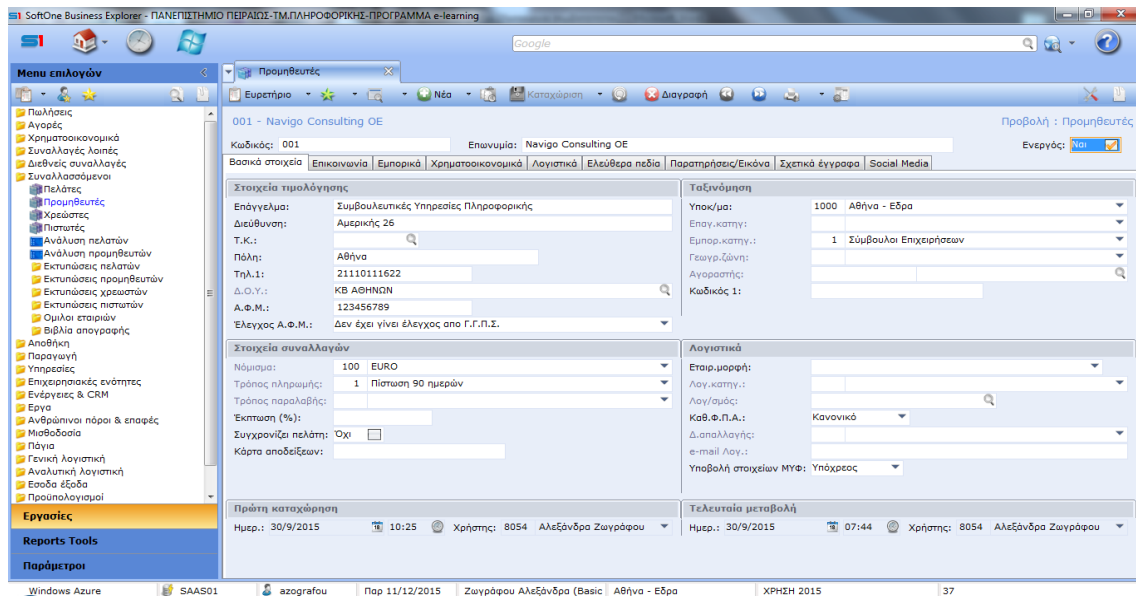 S1 SoftOne Business Explorer - ΠΑΝΕΠΙΣΤΗΜΙΟ ΠΕΙΡΑΙΩΣ-ΤΜ.ΠΛΗΡΟΦΟΡΙΚΗΣ-ΠΡΟΓΡΑΜΜΑ e-learning
S1
Google
Menu επιλογών
Προμηθευτές
Ευρετήριο
Νέα
Καταχώριση
Διαγραφή
Πωλήσεις
Αγορές
Χρηματοοικονομικά
Συναλλαγές λοιπές
Διεθνείς συναλλαγές
Συναλλασσόμενοι
Πελάτες
Προμηθευτές
Χρεώστες
Πιστωτές
Ανάλυση πελατών
Ανάλυση προμηθευτών
Εκτυπώσεις πελατών
Εκτυπώσεις προμηθευτών
Εκτυπώσεις χρεωστών
Εκτυπώσεις πιστωτών
Ομιλοι εταιριών
Βιβλία απογραφής
Αποθήκη
Παραγωγή
Υπηρεσίες
Επιχειρησιακές ενότητες
Ενέργειες & CRM
Εργα
Ανθρώπινοι πόροι & επαφές
Μισθοδοσία
Πάγια
Γενική λογιστική
Αναλυτική λογιστική
Εσοδα έξοδα
Προϋπολογισμοί
Εργασίες
Reports Tools
Παράμετροι
001 - Navigo Consulting OE
Προβολή : Προμηθευτές
Κωδικός: 001 Επωνυμία: Navigo Consulting OE Ενεργός: Ναι
Βασικά στοιχεία Επικοινωνία Εμπορικά Χρηματοοικονομικά Λογιστικά Ελεύθερα πεδία Παρατηρήσεις/Εικόνα Σχετικά έγγραφα Social Media
Στοιχεία τιμολόγησης
Επάγγελμα: Συμβουλευτικές Υπηρεσίες Πληροφορικής
Διεύθυνση: Αμερικής 26
Τ.Κ.:
Πόλη: Αθήνα
Τηλ.1: 21110111622
Δ.Ο.Υ.: ΚΒ ΑΘΗΝΩΝ
Α.Φ.Μ.: 123456789
Έλεγχος Α.Φ.Μ.: Δεν έχει γίνει έλεγχος απο Γ.Γ.Π.Σ.
Ταξινόμηση
Υποκ/μα: 1000 Αθήνα - Εδρα
Επαγ.κατηγ:
Εμπορ.κατηγ.: 1 Σύμβουλοι Επιχειρήσεων
Γεωγρ.ζώνη:
Αγοραστής:
Κωδικός 1:
Στοιχεία συναλλαγών
Νόμισμα: 100 EURO
Τρόπος πληρωμής: 1 Πίστωση 90 ημερών
Τρόπος παραλαβής:
Έκπτωση (%):
Συγχρονίζει πελάτη: Όχι
Κάρτα αποδείξεων:
Λογιστικά
Εταιρ.μορφή:
Λογ.κατηγ.:
Λογ/σμός:
Καθ.Φ.Π.Α.: Κανονικό
Δ.απαλλαγής:
e-mail Λογ.:
Υποβολή στοιχείων ΜΥΦ: Υπόχρεος
Πρώτη καταχώρηση
Ημερ.: 30/9/2015 10:25 Χρήστης: 8054 Αλεξάνδρα Ζωγράφου
Τελευταία μεταβολή
Ημερ.: 30/9/2015 07:44 Χρήστης: 8054 Αλεξάνδρα Ζωγράφου
_Windows Azure SAAS01 azografou Παρ 11/12/2015 Ζωγράφου Αλεξάνδρα (Basic Αθήνα - Εδρα ΧΡΗΣΗ 2015 37